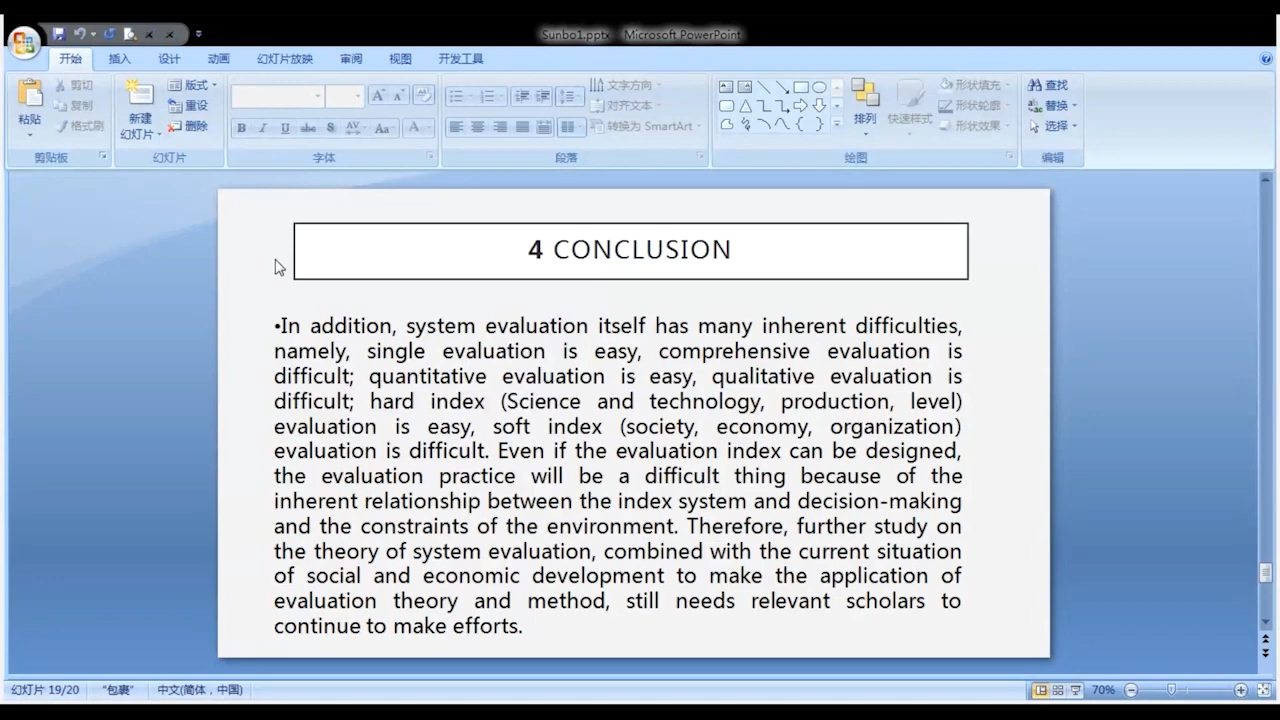 Sunbo1.pptx - Microsoft PowerPoint
开始 插入 设计 动画 幻灯片放映 审阅 视图 开发工具
剪切 版式 文字方向 形状填充 查找
粘贴 复制 新建 重设 对齐文本 排列 快速样式 形状轮廓 替换
格式刷 幻灯片 删除 B I U abc S AV Aa A 转换为 SmartArt 形状效果 选择
剪贴板 幻灯片 字体 段落 绘图 编辑
4 CONCLUSION
•In addition, system evaluation itself has many inherent difficulties,
namely, single evaluation is easy, comprehensive evaluation is
difficult; quantitative evaluation is easy, qualitative evaluation is
difficult; hard index (Science and technology, production, level)
evaluation is easy, soft index (society, economy, organization)
evaluation is difficult. Even if the evaluation index can be designed,
the evaluation practice will be a difficult thing because of the
inherent relationship between the index system and decision-making
and the constraints of the environment. Therefore, further study on
the theory of system evaluation, combined with the current situation
of social and economic development to make the application of
evaluation theory and method, still needs relevant scholars to
continue to make efforts.
幻灯片 19/20 "包裹" 中文(简体，中国) 70%